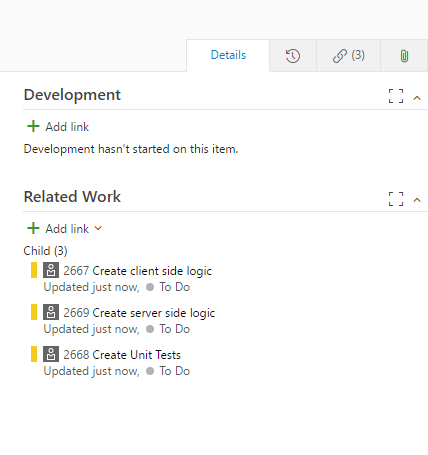 Details
(3)
Development
Add link
Development hasn't started on this item.
Related Work
Add link
Child (3)
2667 Create client side logic
Updated just now, To Do
2669 Create server side logic
Updated just now, To Do
2668 Create Unit Tests
Updated just now, To Do